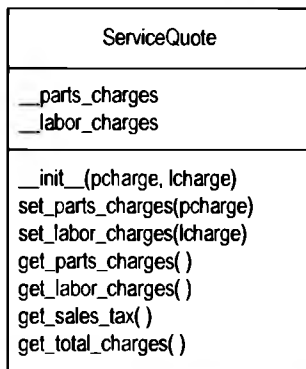 ServiceQuote
__parts_charges
__labor_charges
__init__(pcharge, lcharge)
set_parts_charges(pcharge)
set_labor_charges(lcharge)
get_parts_charges( )
get_labor_charges( )
get_sales_tax( )
get_total_charges( )